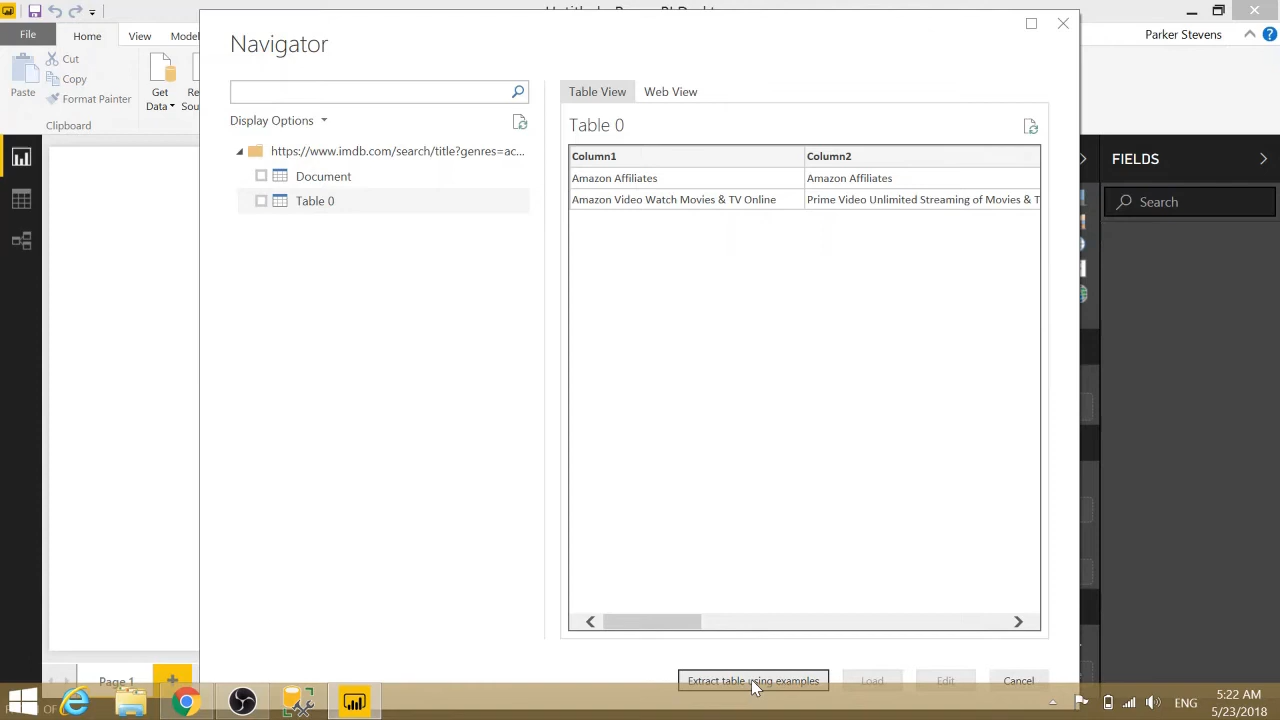 Navigator
File
Home
View
Parker Stevens
Cut
Copy
Format Painter
Paste
Get
Data
Clipboard
Display Options
https://www.imdb.com/search/title?genres=ac...
Document
Table 0
Table View
Web View
Table 0
Column1
Column2
Amazon Affiliates
Amazon Affiliates
Amazon Video Watch Movies & TV Online
Prime Video Unlimited Streaming of Movies & T
FIELDS
Search
Extract table using examples
Load
Edit
Cancel
Page 1
OF
ENG
5:22 AM
5/23/2018